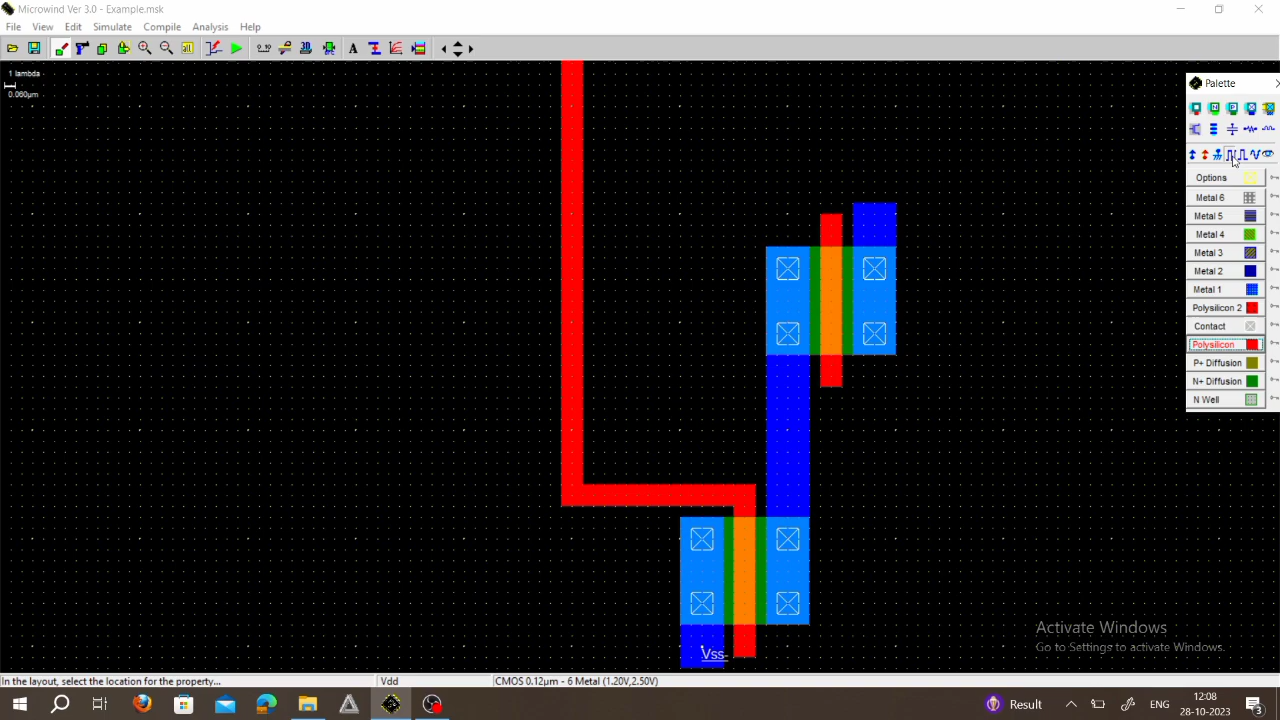 Microwind Ver 3.0 - Example.msk
File View Edit Simulate Compile Analysis Help
1 lambda
0.060µm
Palette
Options
Metal 6
Metal 5
Metal 4
Metal 3
Metal 2
Metal 1
Polysilicon 2
Contact
Polysilicon
P+ Diffusion
N+ Diffusion
N Well
Vss-
Activate Windows
Go to Settings to activate Windows.
In the layout, select the location for the property... Vdd CMOS 0.12µm - 6 Metal (1.20V,2.50V)
Result ENG 12:08
28-10-2023 3